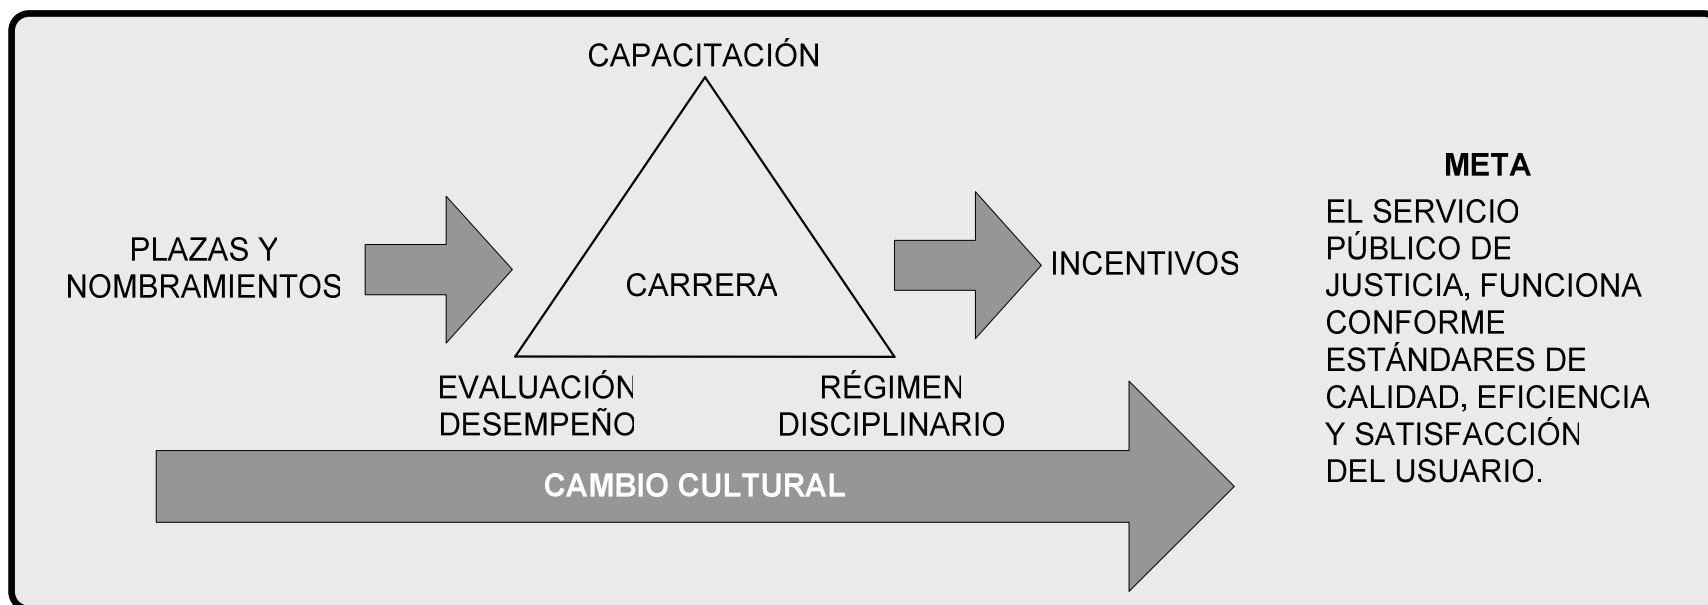 CAPACITACIÓN
PLAZAS Y
NOMBRAMIENTOS
CARRERA
INCENTIVOS
EVALUACIÓN
DESEMPEÑO
RÉGIMEN
DISCIPLINARIO
CAMBIO CULTURAL
META
EL SERVICIO
PÚBLICO DE
JUSTICIA, FUNCIONA
CONFORME
ESTÁNDARES DE
CALIDAD, EFICIENCIA
Y SATISFACCIÓN
DEL USUARIO.